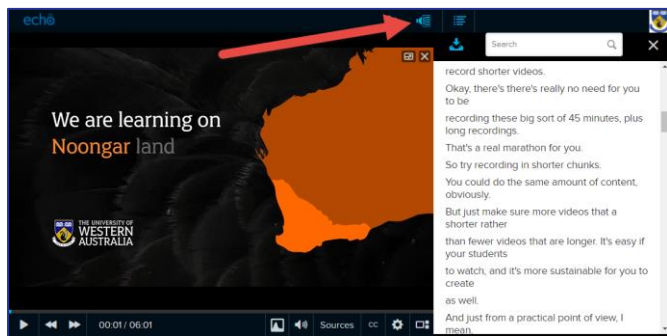 echo
Search
We are learning on
Noongar land
THE UNIVERSITY OF
WESTERN
AUSTRALIA
00:01 / 06:01
Sources
CC
record shorter videos.
Okay, there's there's really no need for you
to be
recording these big sort of 45 minutes, plus
long recordings.
That's a real marathon for you.
So try recording in shorter chunks.
You could do the same amount of content,
obviously.
But just make sure more videos that a
shorter rather
than fewer videos that are longer. It's easy if
your students
to watch, and it's more sustainable for you to
create
as well.
And just from a practical point of view, I
mean,